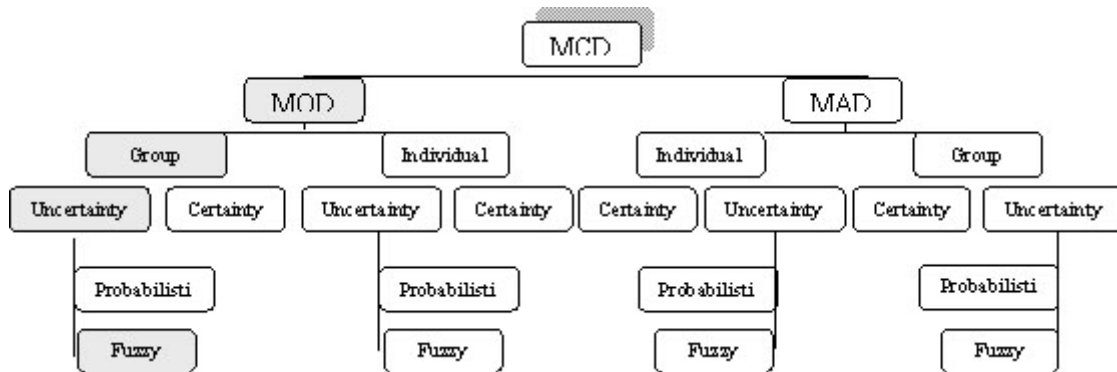 MCD
MOD
MAD
Group
Individual
Individual
Group
Uncertainty
Certainty
Uncertainty
Certainty
Certainty
Uncertainty
Certainty
Uncertainty
Probabilisti
Probabilisti
Probabilisti
Probabilisti
Fuzzy
Fuzzy
Fuzzy
Fuzzy